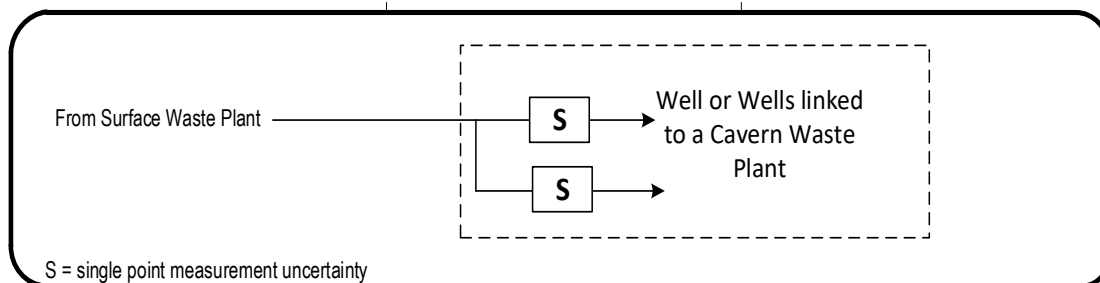 From Surface Waste Plant
S
Well or Wells linked
to a Cavern Waste
Plant
S
S = single point measurement uncertainty